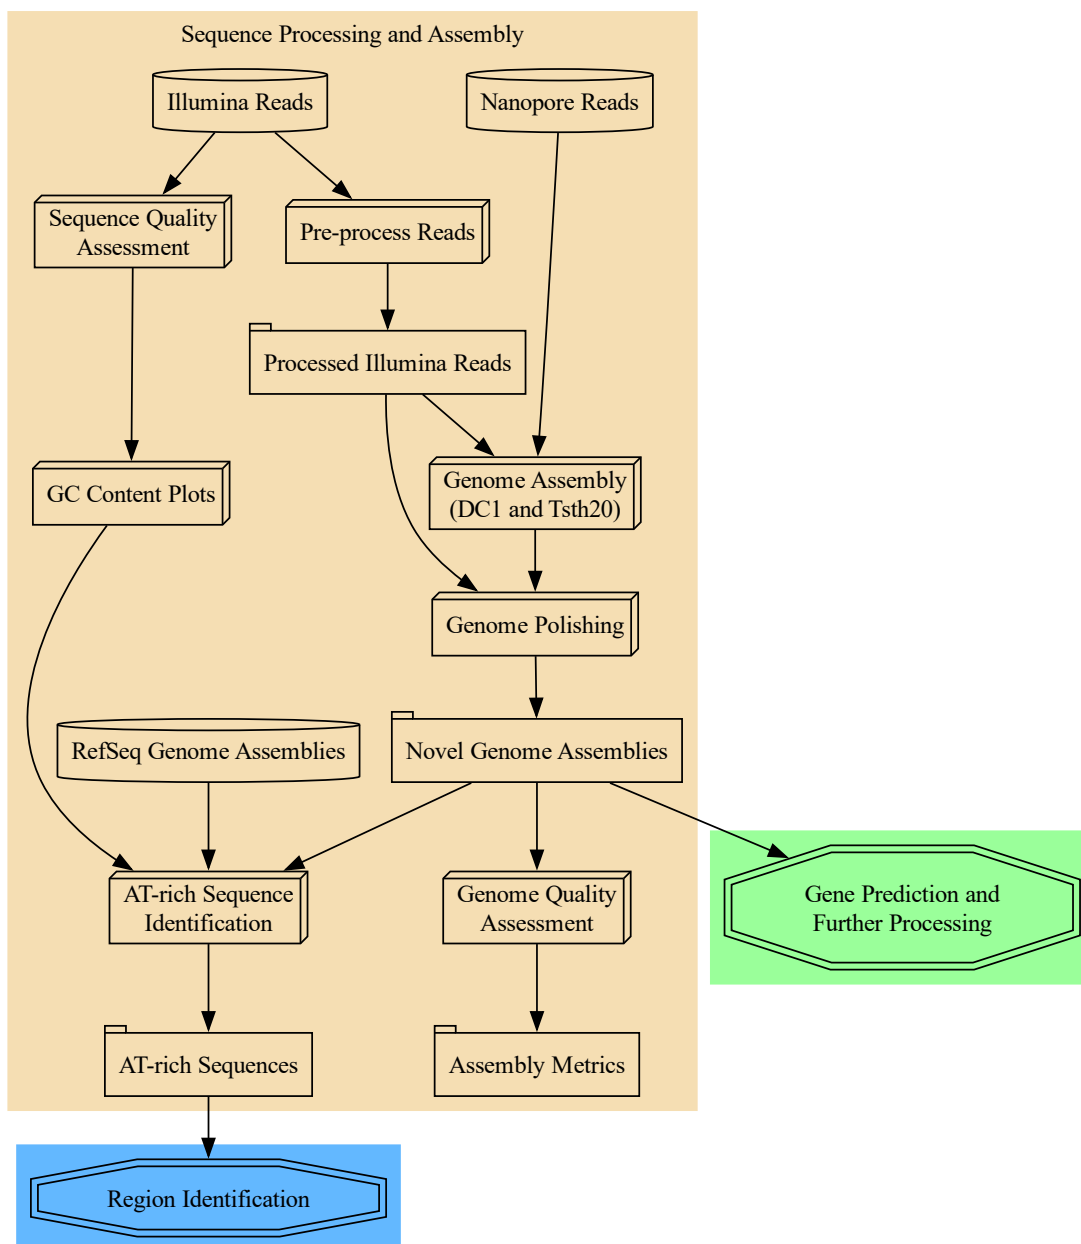 Sequence Processing and Assembly
Illumina Reads
Nanopore Reads
Sequence Quality
Assessment
Pre-process Reads
Processed Illumina Reads
GC Content Plots
Genome Assembly
(DC1 and Tsth20)
Genome Polishing
RefSeq Genome Assemblies
Novel Genome Assemblies
AT-rich Sequence
Identification
Genome Quality
Assessment
Gene Prediction and
Further Processing
AT-rich Sequences
Assembly Metrics
Region Identification